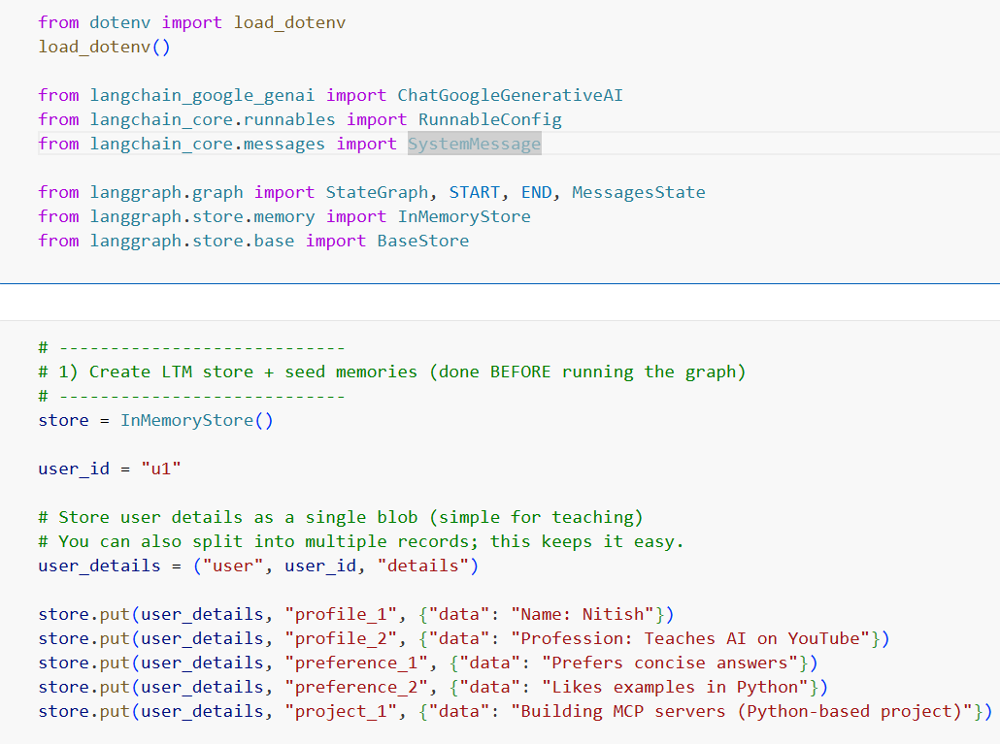 from dotenv import load_dotenv
load_dotenv()
from langchain_google_genai import ChatGoogleGenerativeAI
from langchain_core.runnables import RunnableConfig
from langchain_core.messages import SystemMessage
from langgraph.graph import StateGraph, START, END, MessagesState
from langgraph.store.memory import InMemoryStore
from langgraph.store.base import BaseStore
# ----------------------------
# 1) Create LTM store + seed memories (done BEFORE running the graph)
# ----------------------------
store = InMemoryStore()
user_id = "u1"
# Store user details as a single blob (simple for teaching)
# You can also split into multiple records; this keeps it easy.
user_details = ("user", user_id, "details")
store.put(user_details, "profile_1", {"data": "Name: Nitish"})
store.put(user_details, "profile_2", {"data": "Profession: Teaches AI on YouTube"})
store.put(user_details, "preference_1", {"data": "Prefers concise answers"})
store.put(user_details, "preference_2", {"data": "Likes examples in Python"})
store.put(user_details, "project_1", {"data": "Building MCP servers (Python-based project)"})